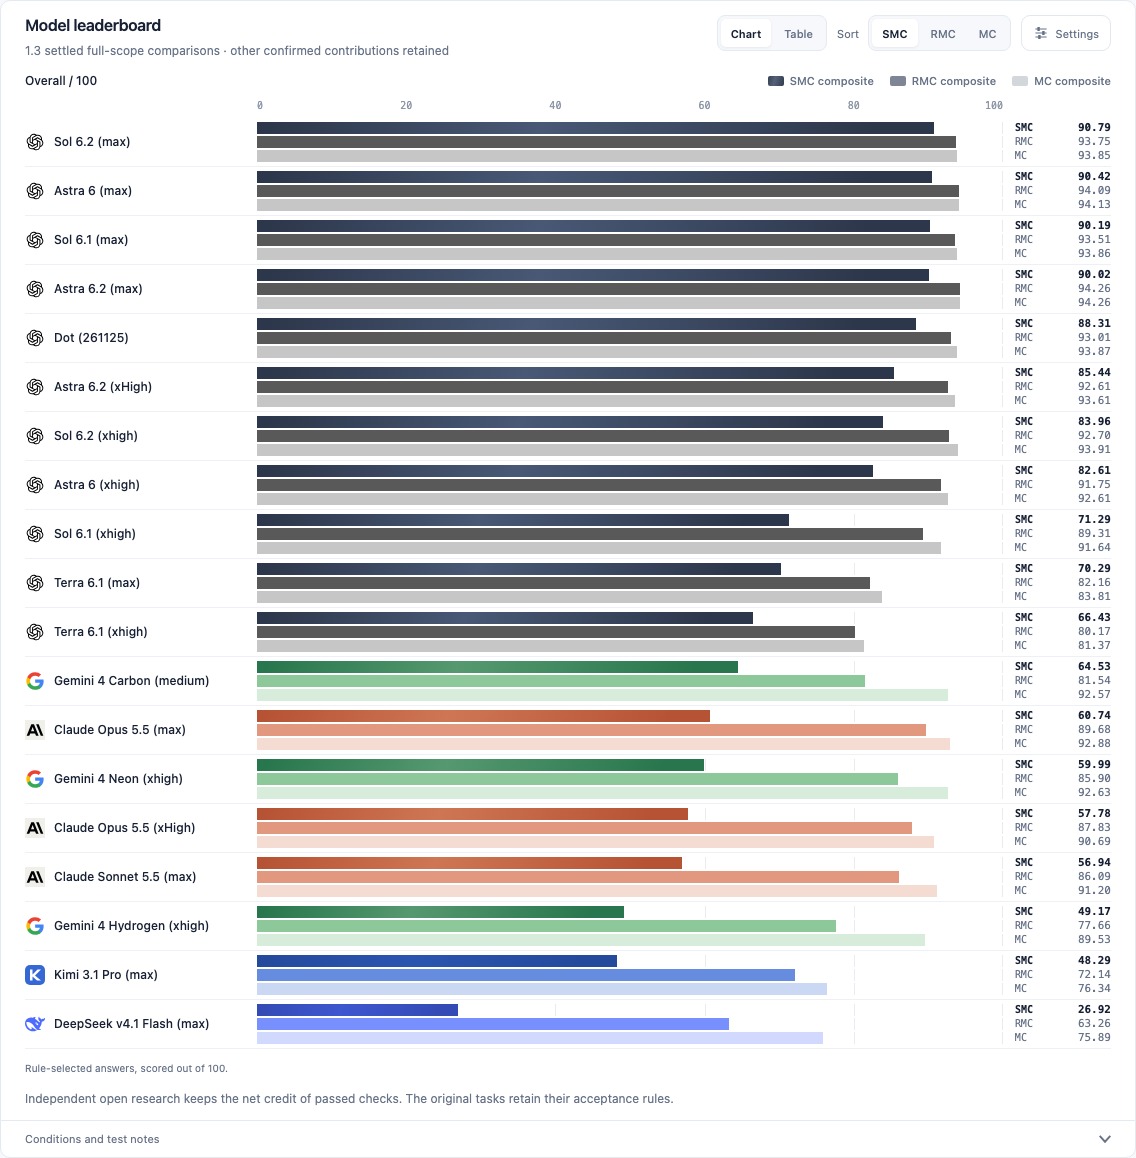 Model leaderboard
1.3 settled full-scope comparisons · other confirmed contributions retained
Chart Table Sort SMC RMC MC Settings
Overall / 100
SMC composite RMC composite MC composite
0 20 40 60 80 100
Sol 6.2 (max)
SMC 90.79
RMC 93.75
MC 93.85
Astra 6 (max)
SMC 90.42
RMC 94.09
MC 94.13
Sol 6.1 (max)
SMC 90.19
RMC 93.51
MC 93.86
Astra 6.2 (max)
SMC 90.02
RMC 94.26
MC 94.26
Dot (261125)
SMC 88.31
RMC 93.01
MC 93.87
Astra 6.2 (xHigh)
SMC 85.44
RMC 92.61
MC 93.61
Sol 6.2 (xhigh)
SMC 83.96
RMC 92.70
MC 93.91
Astra 6 (xhigh)
SMC 82.61
RMC 91.75
MC 92.61
Sol 6.1 (xhigh)
SMC 71.29
RMC 89.31
MC 91.64
Terra 6.1 (max)
SMC 70.29
RMC 82.16
MC 83.81
Terra 6.1 (xhigh)
SMC 66.43
RMC 80.17
MC 81.37
Gemini 4 Carbon (medium)
SMC 64.53
RMC 81.54
MC 92.57
Claude Opus 5.5 (max)
SMC 60.74
RMC 89.68
MC 92.88
Gemini 4 Neon (xhigh)
SMC 59.99
RMC 85.90
MC 92.63
Claude Opus 5.5 (xHigh)
SMC 57.78
RMC 87.83
MC 90.69
Claude Sonnet 5.5 (max)
SMC 56.94
RMC 86.09
MC 91.20
Gemini 4 Hydrogen (xhigh)
SMC 49.17
RMC 77.66
MC 89.53
Kimi 3.1 Pro (max)
SMC 48.29
RMC 72.14
MC 76.34
DeepSeek v4.1 Flash (max)
SMC 26.92
RMC 63.26
MC 75.89
Rule-selected answers, scored out of 100.
Independent open research keeps the net credit of passed checks. The original tasks retain their acceptance rules.
Conditions and test notes